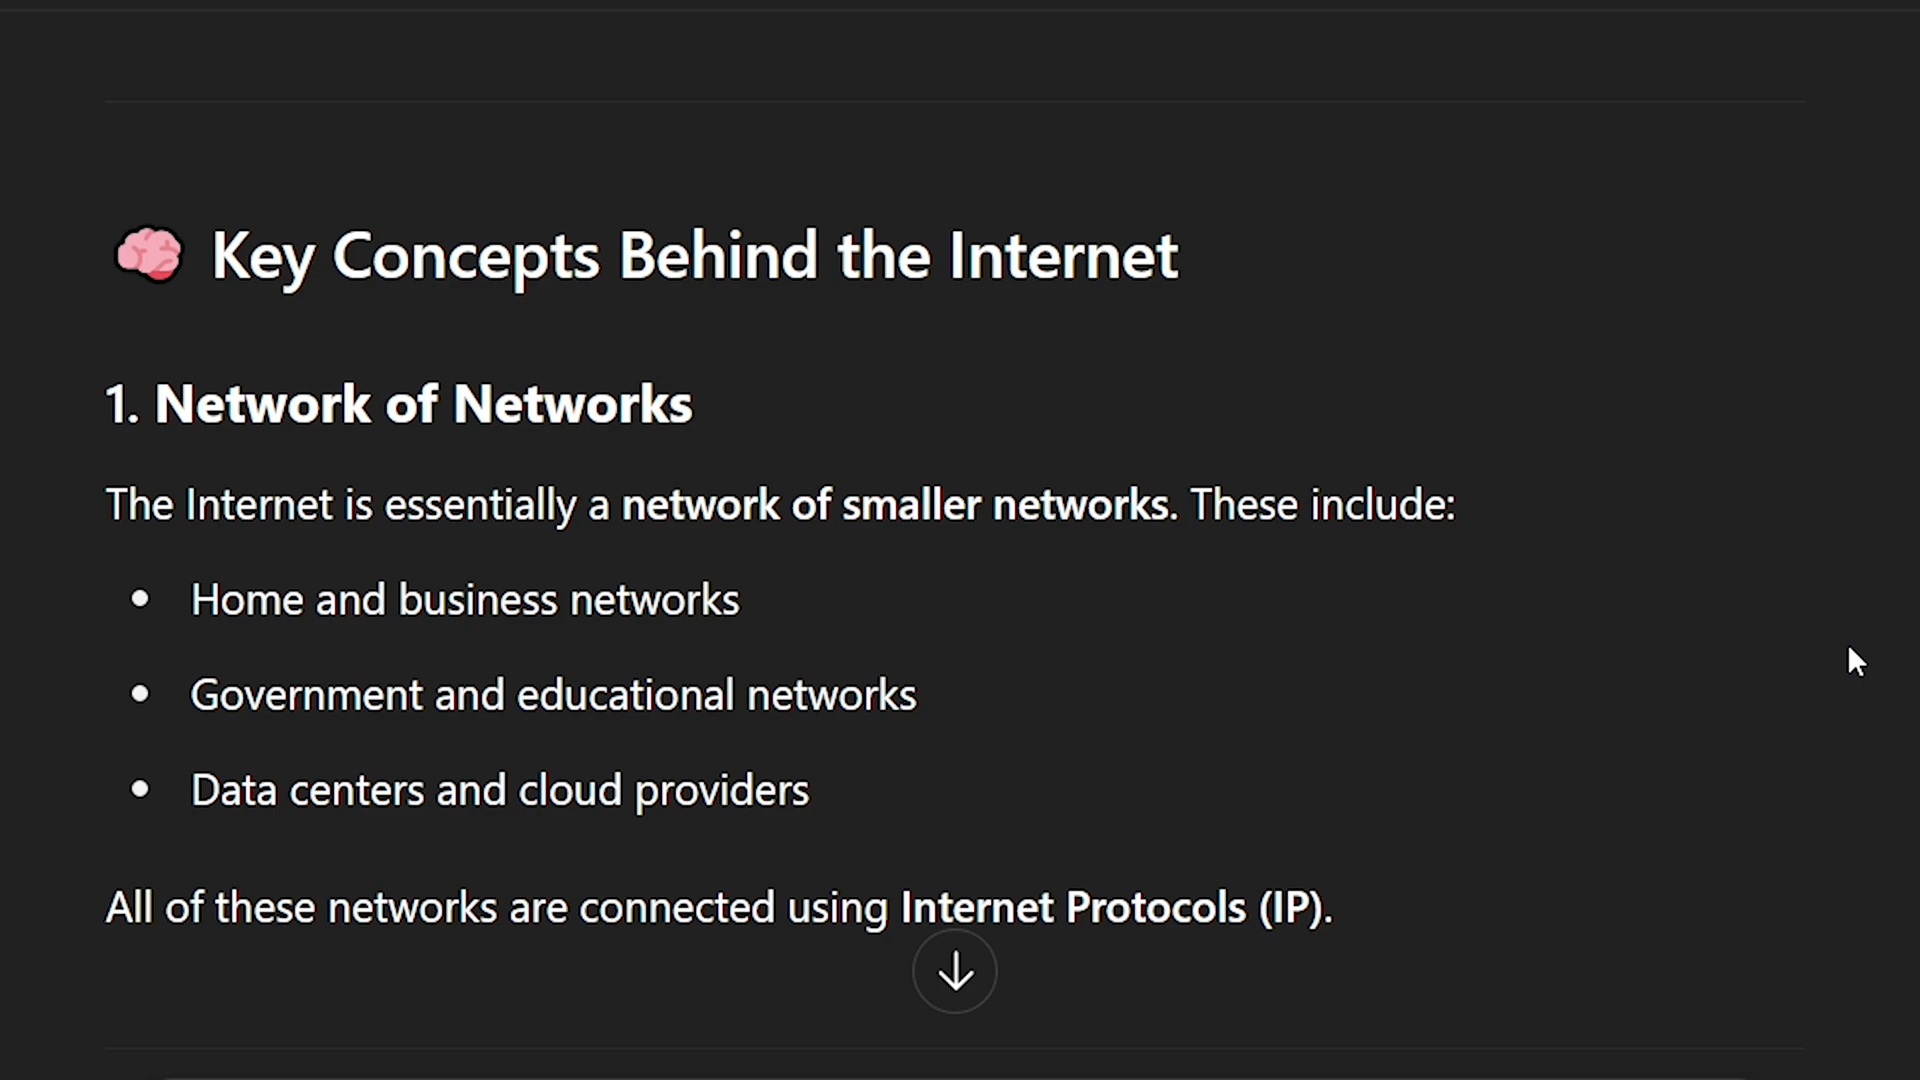 🧠 Key Concepts Behind the Internet
1. Network of Networks
The Internet is essentially a network of smaller networks. These include:
• Home and business networks
• Government and educational networks
• Data centers and cloud providers
All of these networks are connected using Internet Protocols (IP).